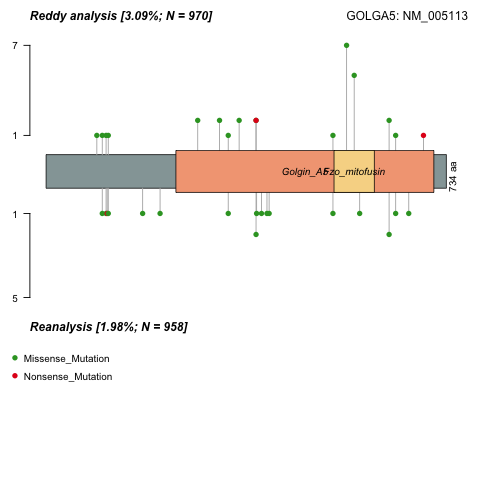 Reddy analysis [3.09%; N = 970]
GOLGA5: NM_005113
7
1
Golgin_A5
Fzo_mitofusin
734 aa
1
5
Reanalysis [1.98%; N = 958]
Missense_Mutation
Nonsense_Mutation